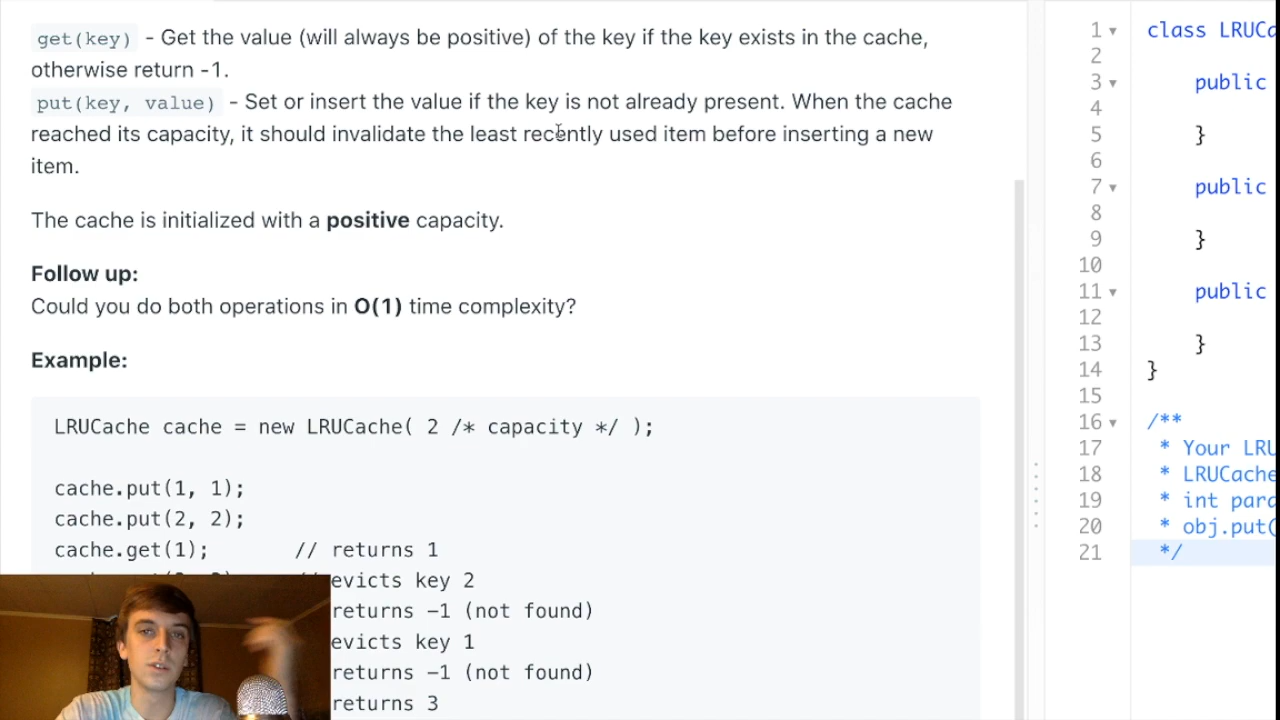 get(key) - Get the value (will always be positive) of the key if the key exists in the cache,
otherwise return -1.
put(key, value) - Set or insert the value if the key is not already present. When the cache
reached its capacity, it should invalidate the least recently used item before inserting a new
item.
The cache is initialized with a positive capacity.
Follow up:
Could you do both operations in O(1) time complexity?
Example:
LRUCache cache = new LRUCache( 2 /* capacity */ );
cache.put(1, 1);
cache.put(2, 2);
cache.get(1);       // returns 1
evicts key 2
returns -1 (not found)
evicts key 1
returns -1 (not found)
returns 3
1 class LRUCa
2
3 public
4
5 }
6
7 public
8
9 }
10
11 public
12
13 }
14 }
15
16 /**
17 * Your LRU
18 * LRUCache
19 * int para
20 * obj.put(
21 */